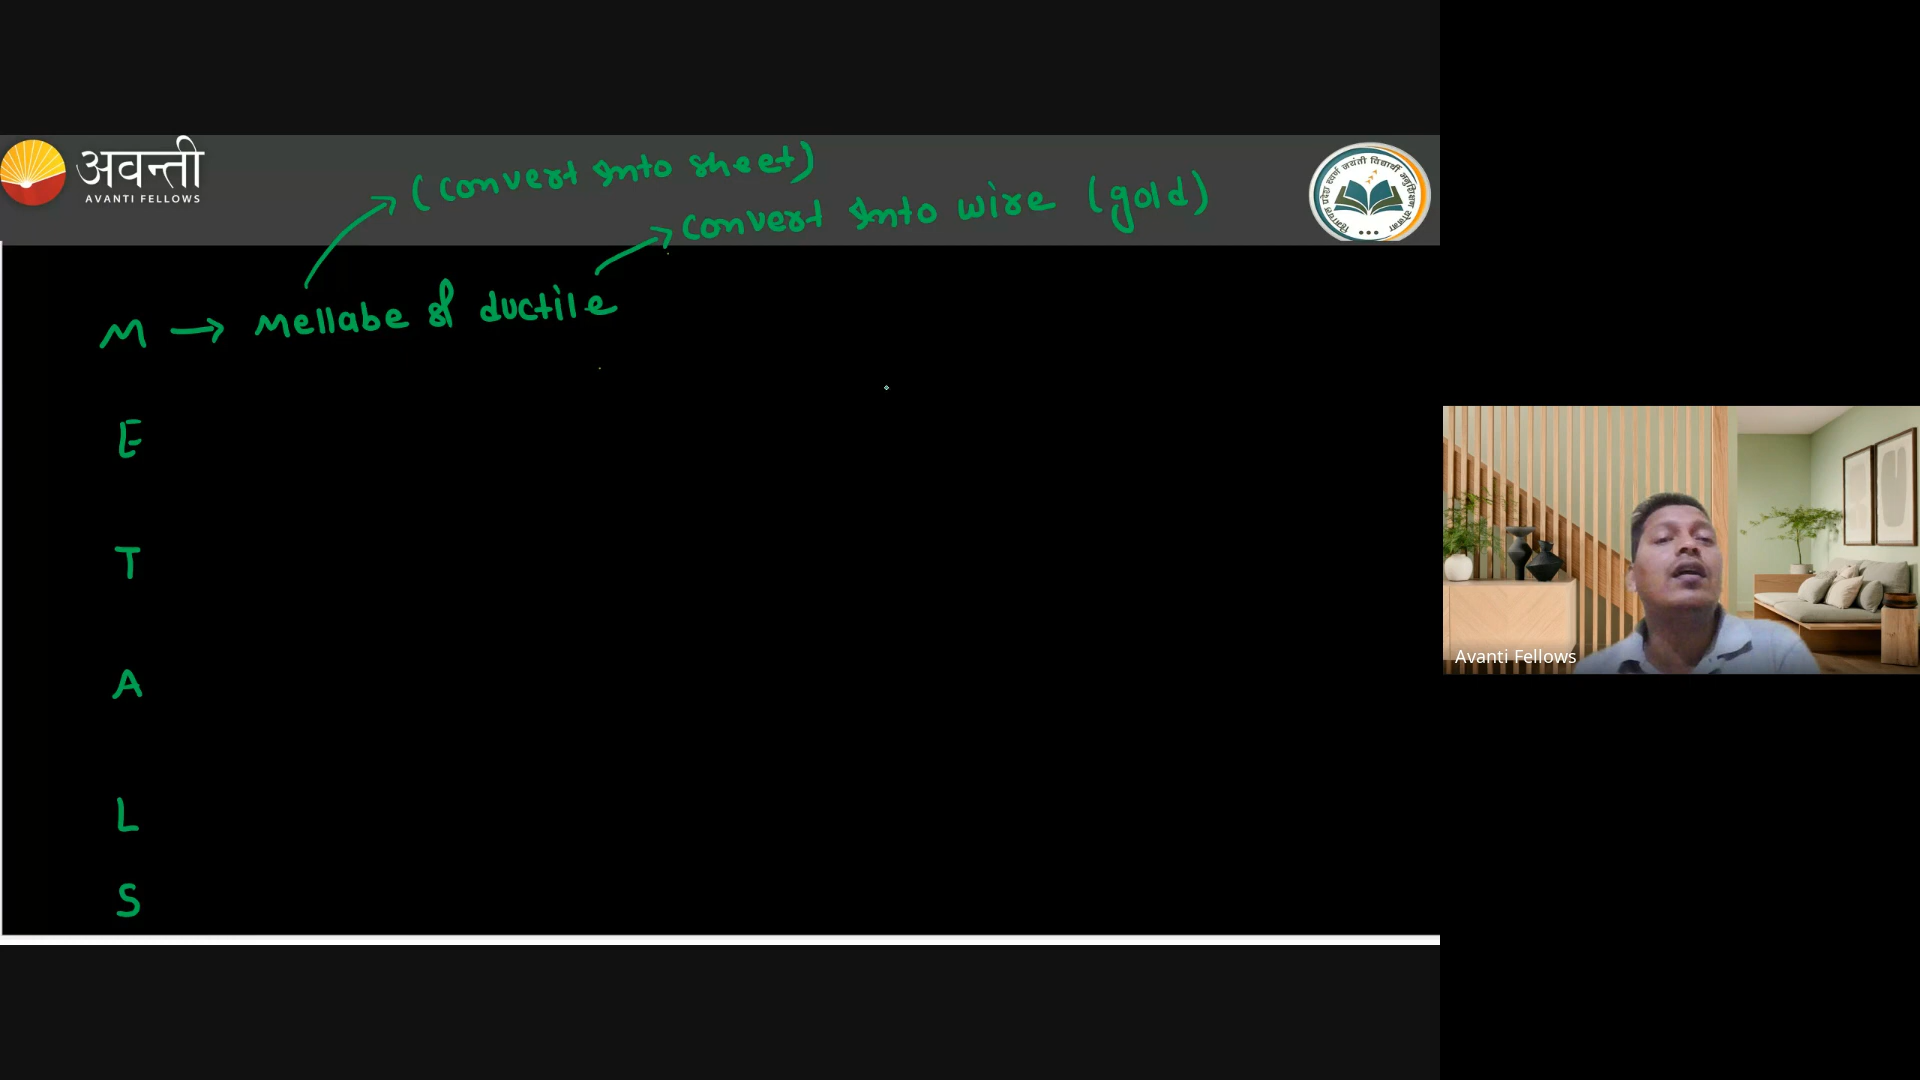 अवन्ती
AVANTI FELLOWS
(convert into sheet)
convert into wire (gold)
M → Mellabe & ductile
E
T
A
L
S
Avanti Fellows